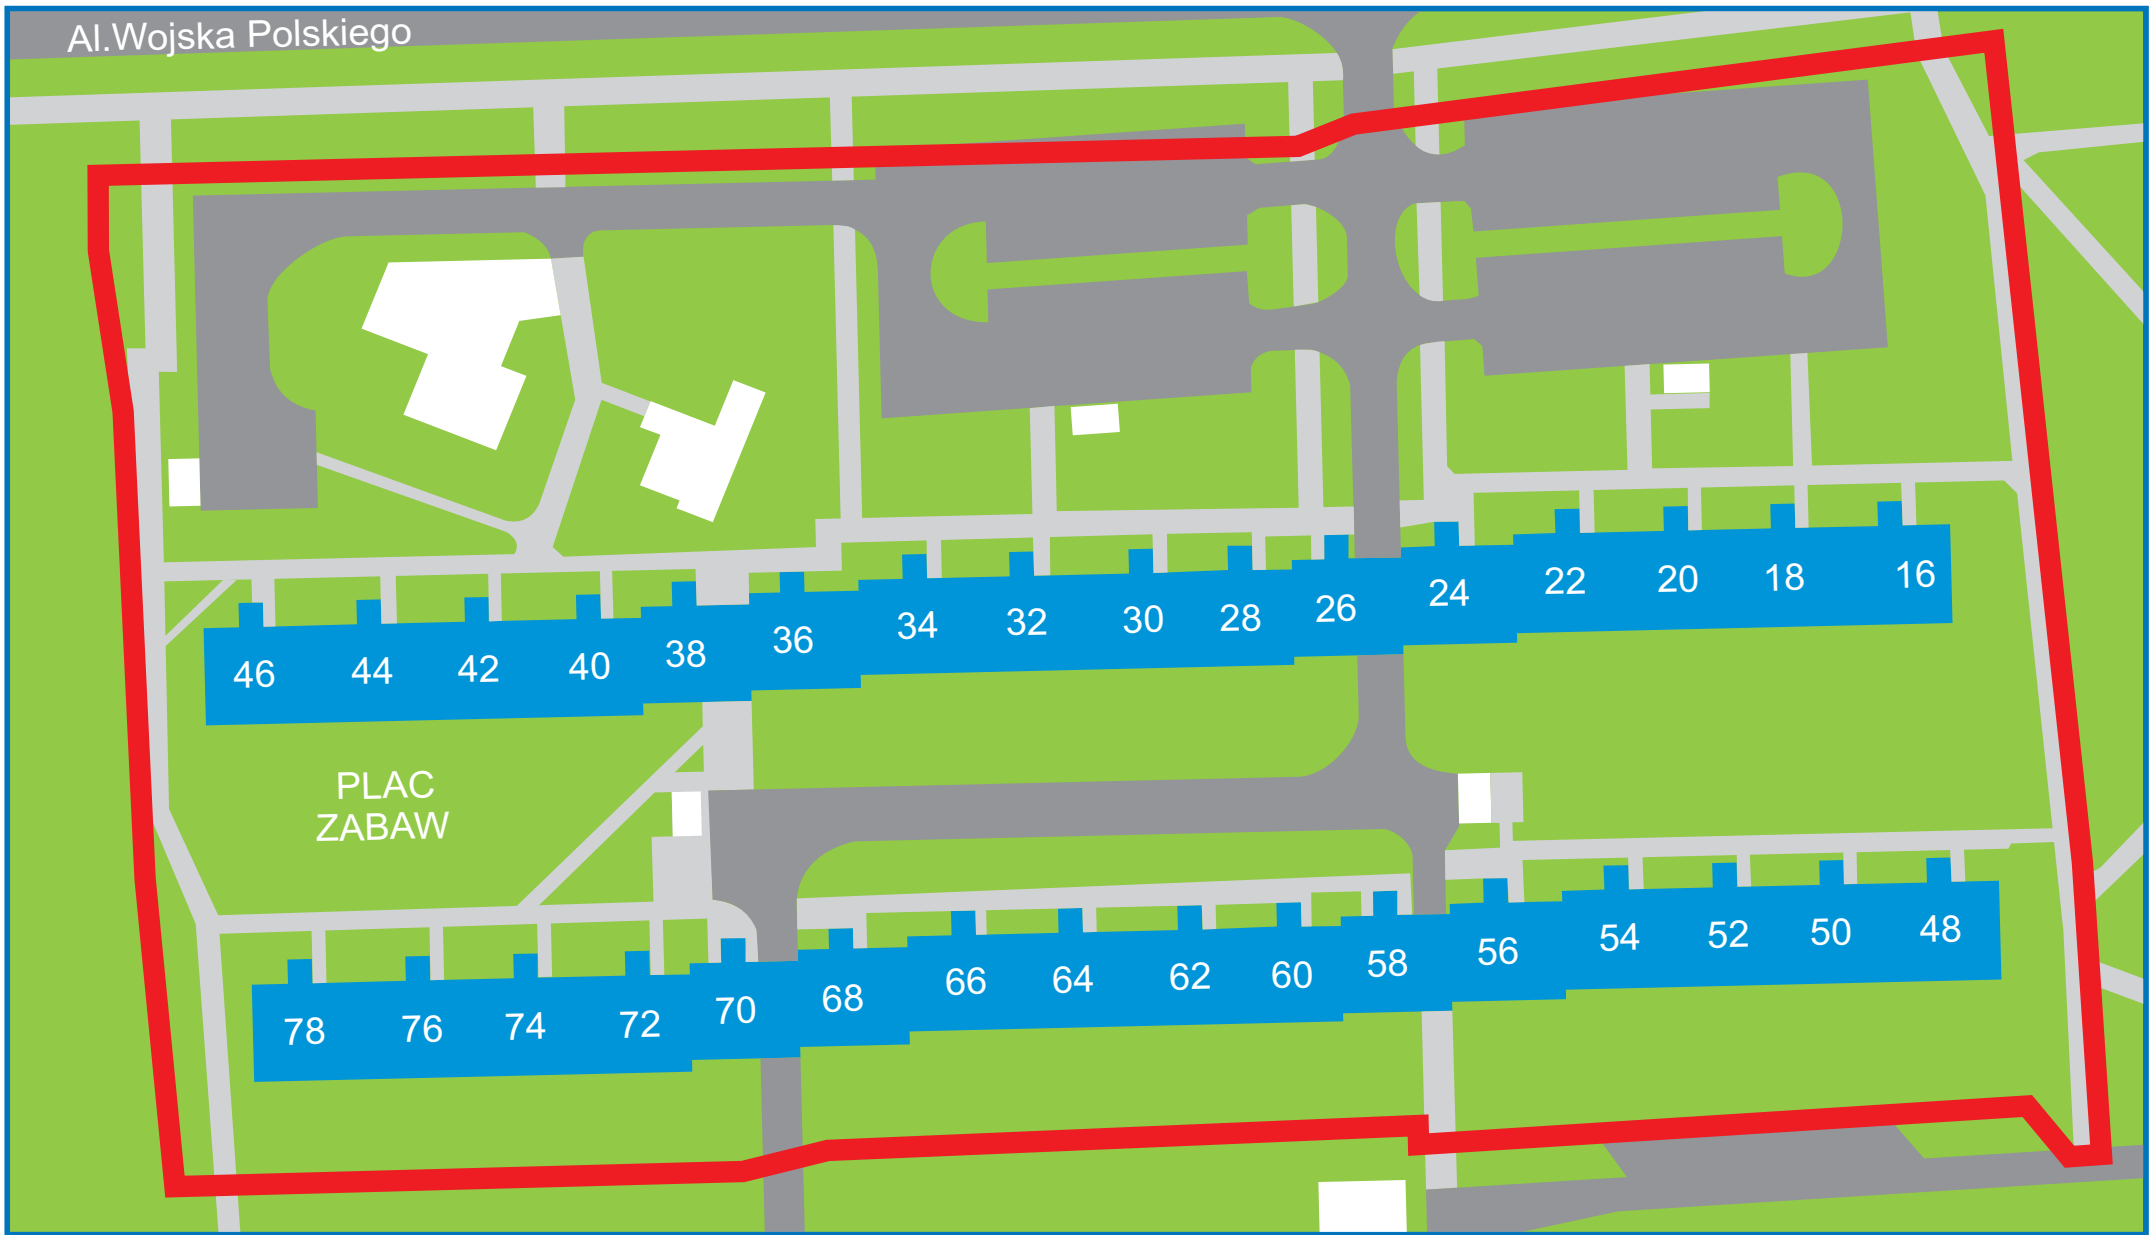 Al.Wojska Polskiego
46 44 42 40 38 36 34 32 30 28 26 24 22 20 18 16
PLAC
ZABAW
78 76 74 72 70 68 66 64 62 60 58 56 54 52 50 48